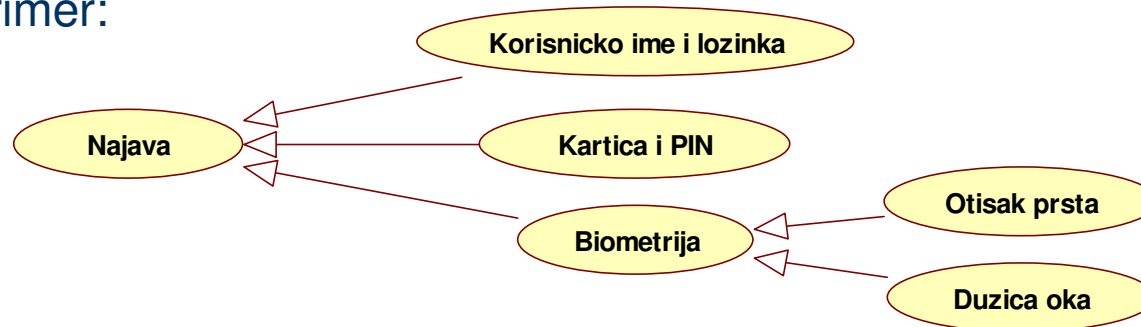 rimer:
Korisnicko ime i lozinka
Najava
Kartica i PIN
Otisak prsta
Biometrija
Duzica oka